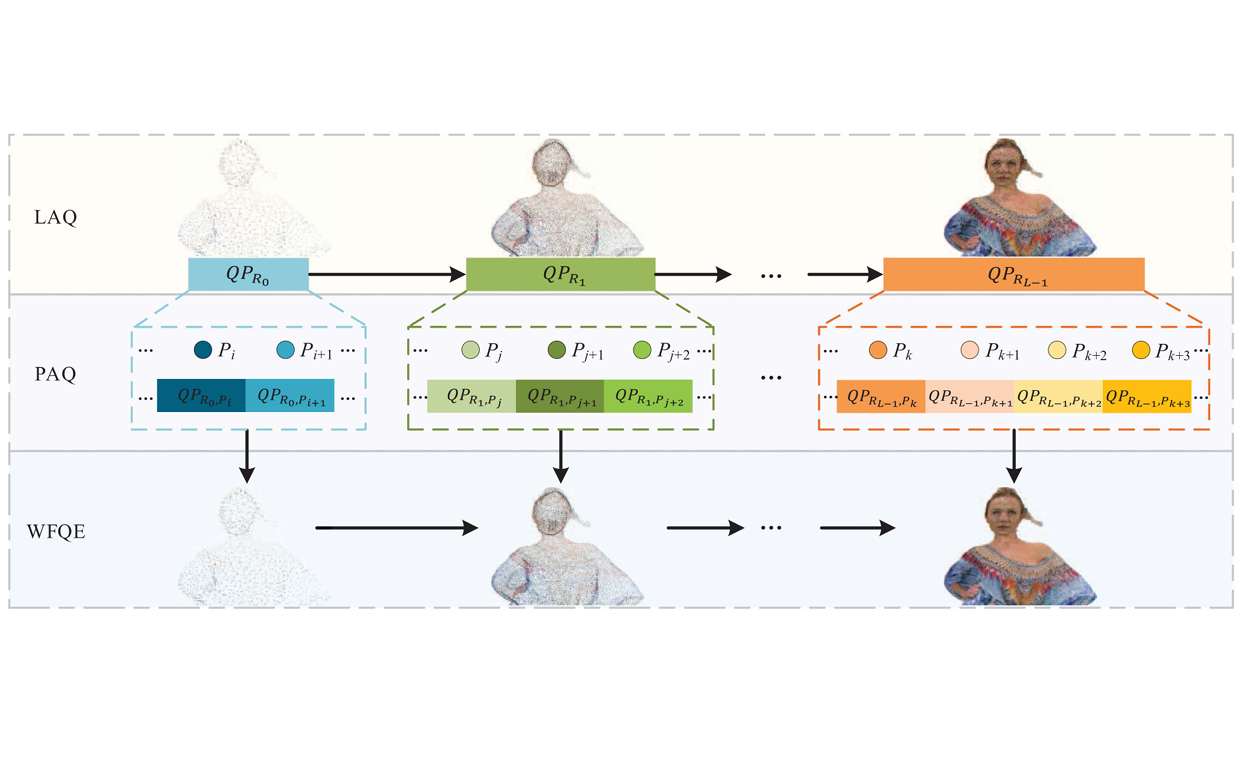 LAQ
QP_{R_0} QP_{R_1} ... QP_{R_{L−1}}
PAQ
... P_i P_{i+1} ... ... P_j P_{j+1} P_{j+2} ... ... P_k P_{k+1} P_{k+2} P_{k+3} ...
...
... QP_{R_0,P_i} QP_{R_0,P_{i+1}} ... ... QP_{R_1,P_j} QP_{R_1,P_{j+1}} QP_{R_1,P_{j+2}} ... ... QP_{R_{L−1},P_k} QP_{R_{L−1},P_{k+1}} QP_{R_{L−1},P_{k+2}} QP_{R_{L−1},P_{k+3}} ...
WFQE
...